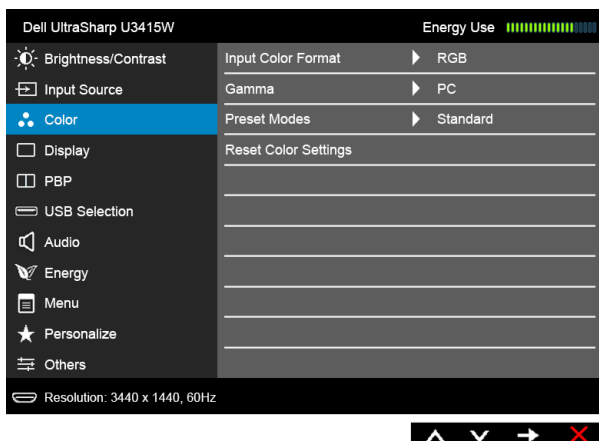 Dell UltraSharp U3415W Energy Use
Brightness/Contrast Input Color Format RGB
Input Source Gamma PC
Color Preset Modes Standard
Display Reset Color Settings
PBP
USB Selection
Audio
Energy
Menu
Personalize
Others
Resolution: 3440 x 1440, 60Hz